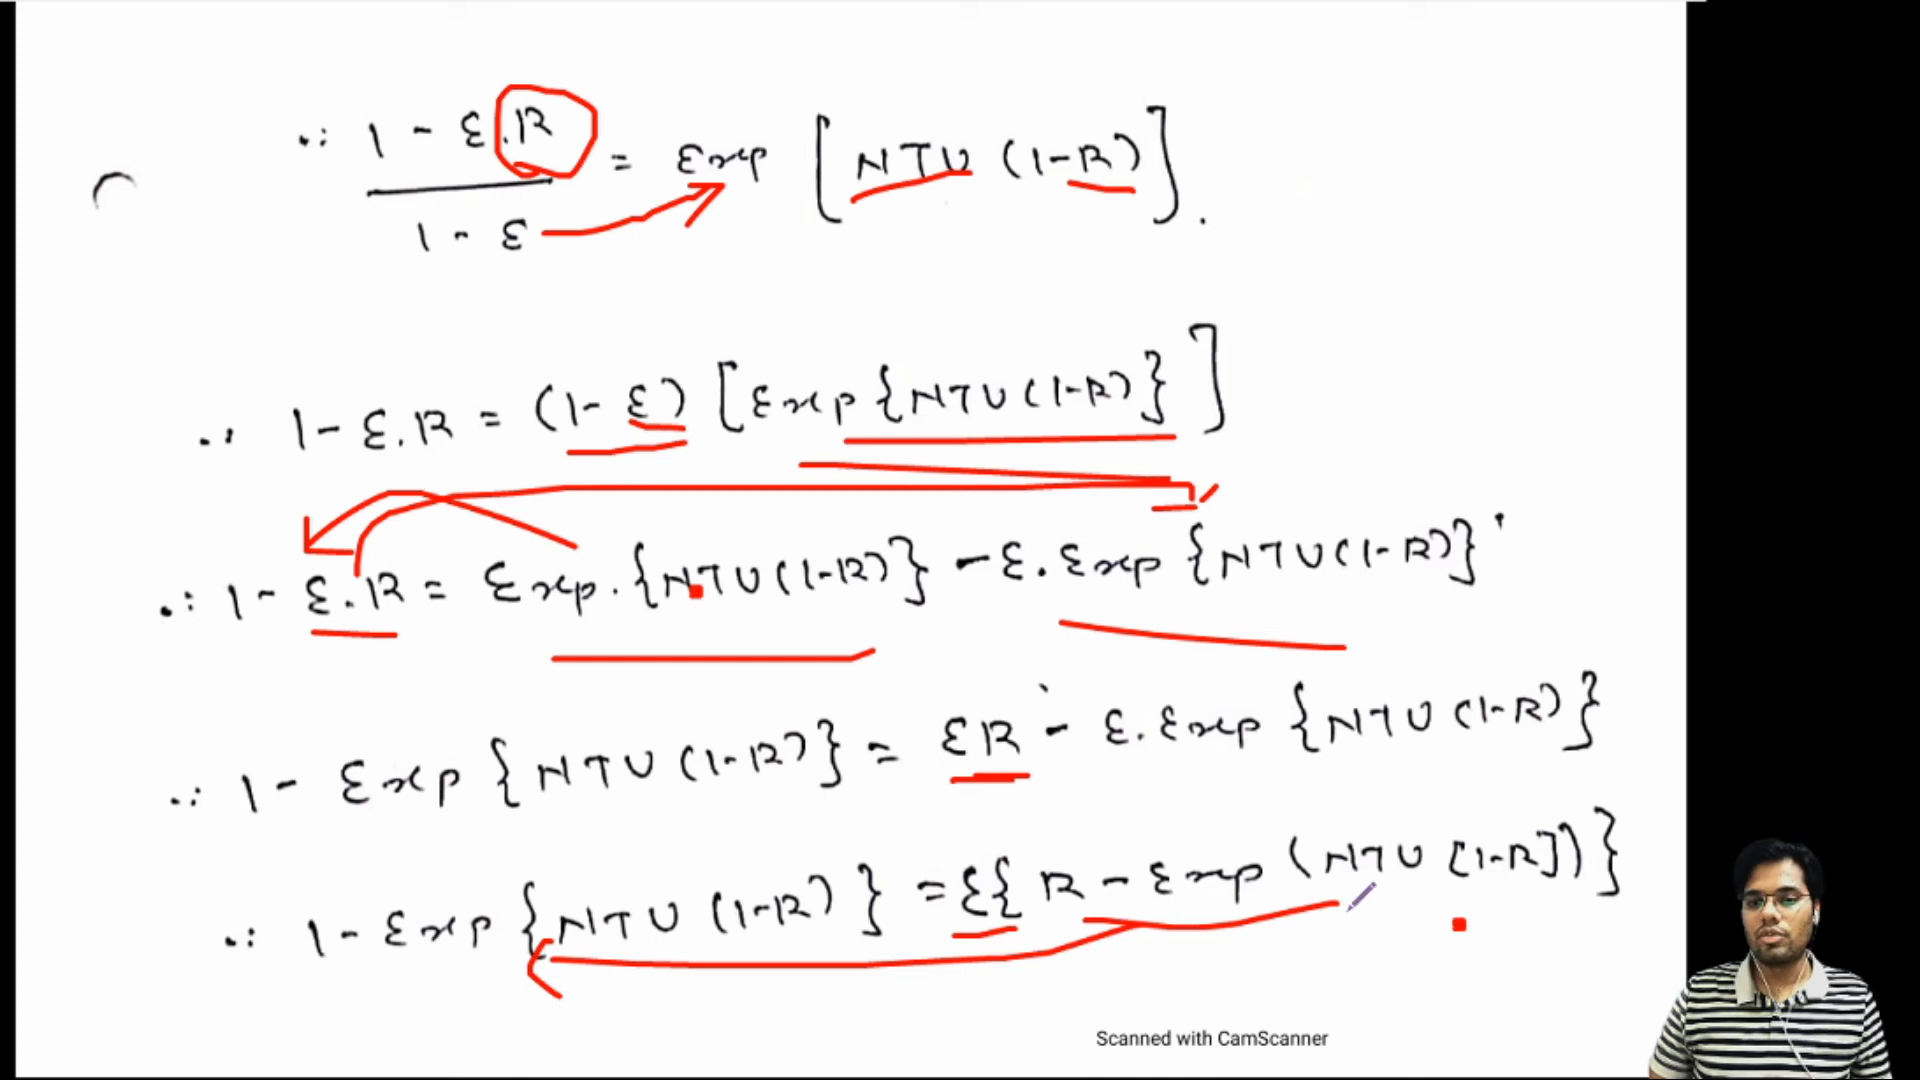 ∴ 1 - ε.R / 1 - ε = Exp [NTU (1-R)].
∴ 1 - ε.R = (1 - ε) [Exp {NTU (1-R)}]
∴ 1 - ε.R = Exp. {NTU (1-R)} - ε. Exp {NTU (1-R)}
∴ 1 - Exp {NTU (1-R)} = εR - ε. Exp {NTU (1-R)}
∴ 1 - Exp {NTU (1-R)} = ε{R - Exp (NTU [1-R])}
Scanned with CamScanner